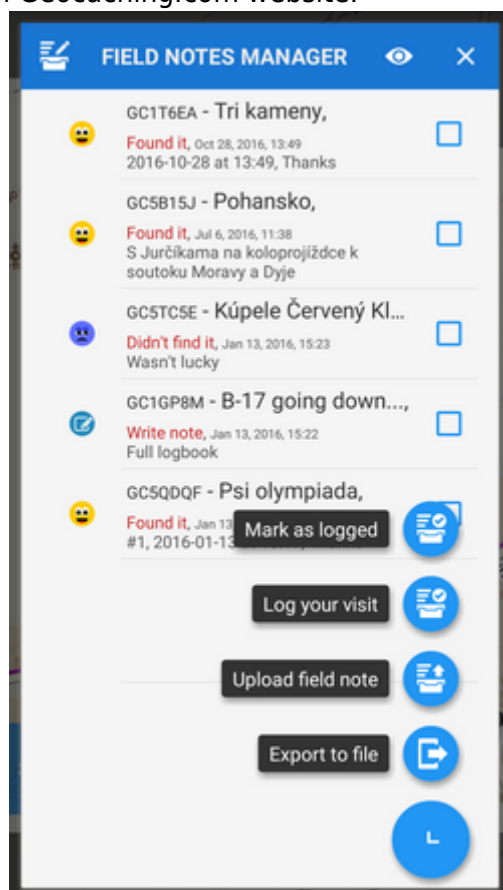 Geocaching.com website.
FIELD NOTES MANAGER
GC1T6EA - Tri kameny,
Found it, Oct 28, 2016, 13:49
2016-10-28 at 13:49, Thanks
GC5B15J - Pohansko,
Found it, Jul 6, 2016, 11:38
S Jurčíkama na koloprojíždce k
soutoku Moravy a Dyje
GC5TC5E - Kúpele Červený Kl...
Didn't find it, Jan 13, 2016, 15:23
Wasn't lucky
GC1GP8M - B-17 going down...,
Write note, Jan 13, 2016, 15:22
Full logbook
GC5QDQF - Psi olympiada,
Found it, Jan 13
#1, 2016-01-13
Mark as logged
Log your visit
Upload field note
Export to file